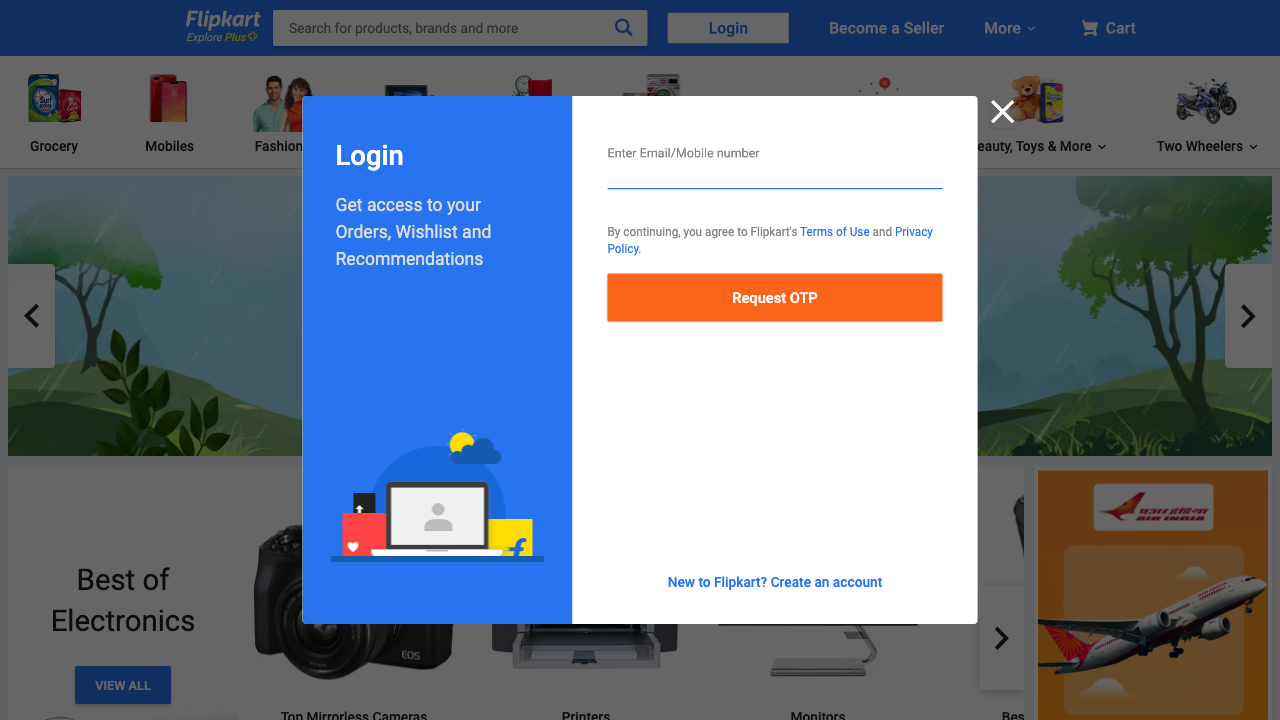 Flipkart
Explore Plus
Search for products, brands and more
Login
Become a Seller
More
Cart
Grocery
Mobiles
Fashion
eauty, Toys & More
Two Wheelers
Login
Get access to your
Orders, Wishlist and
Recommendations
Enter Email/Mobile number
By continuing, you agree to Flipkart's Terms of Use and Privacy
Policy.
Request OTP
New to Flipkart? Create an account
Best of
Electronics
VIEW ALL
EOS
AIR INDIA
Top Mirrorless Cameras
Printers
Monitors
Bes